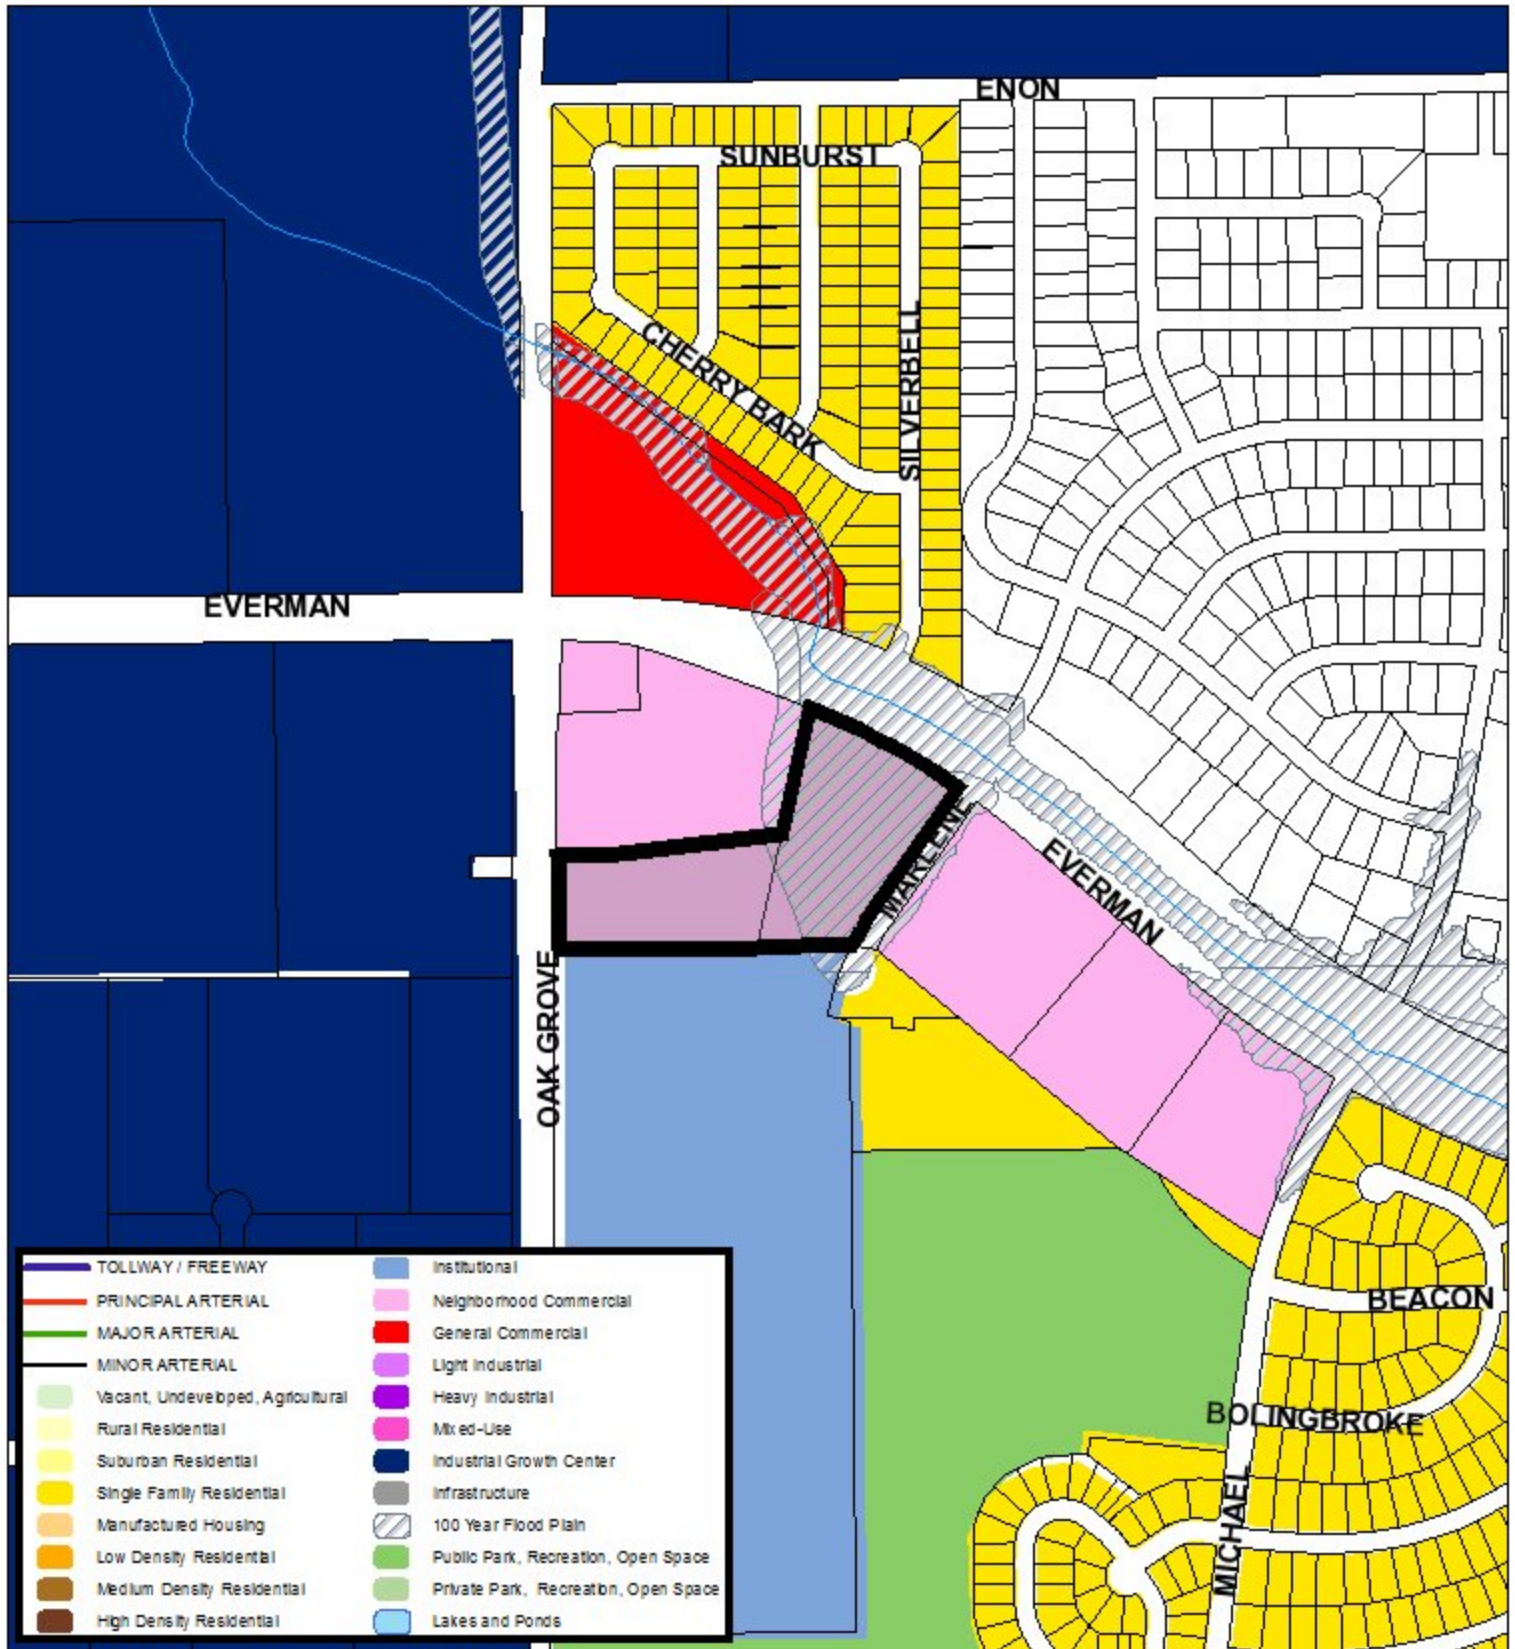 ENON
SUNBURST
CHERRY BARK
SILVERBELL
EVERMAN
MARLENE
EVERMAN
OAK GROVE
BEACON
BOLINGBROKE
MICHAEL
TOLLWAY / FREEWAY
PRINCIPAL ARTERIAL
MAJOR ARTERIAL
MINOR ARTERIAL
Vacant, Undeveloped, Agricultural
Rural Residential
Suburban Residential
Single Family Residential
Manufactured Housing
Low Density Residential
Medium Density Residential
High Density Residential
Institutional
Neighborhood Commercial
General Commercial
Light Industrial
Heavy Industrial
Mixed-Use
Industrial Growth Center
Infrastructure
100 Year Flood Plain
Public Park, Recreation, Open Space
Private Park, Recreation, Open Space
Lakes and Ponds